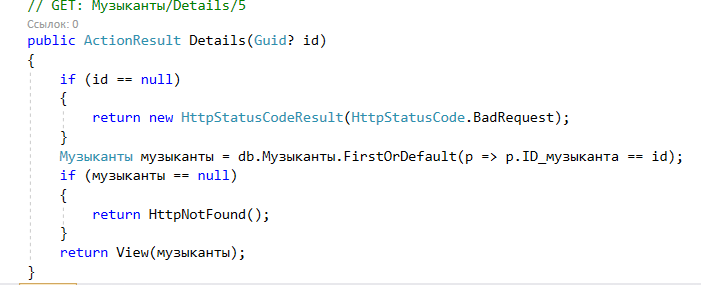 // GET: Музыканты/Details/5
Ссылок: 0
public ActionResult Details(Guid? id)
{
if (id == null)
{
return new HttpStatusCodeResult(HttpStatusCode.BadRequest);
}
Музыканты музыканты = db.Музыканты.FirstOrDefault(p => p.ID_музыканта == id);
if (музыканты == null)
{
return HttpNotFound();
}
return View(музыканты);
}